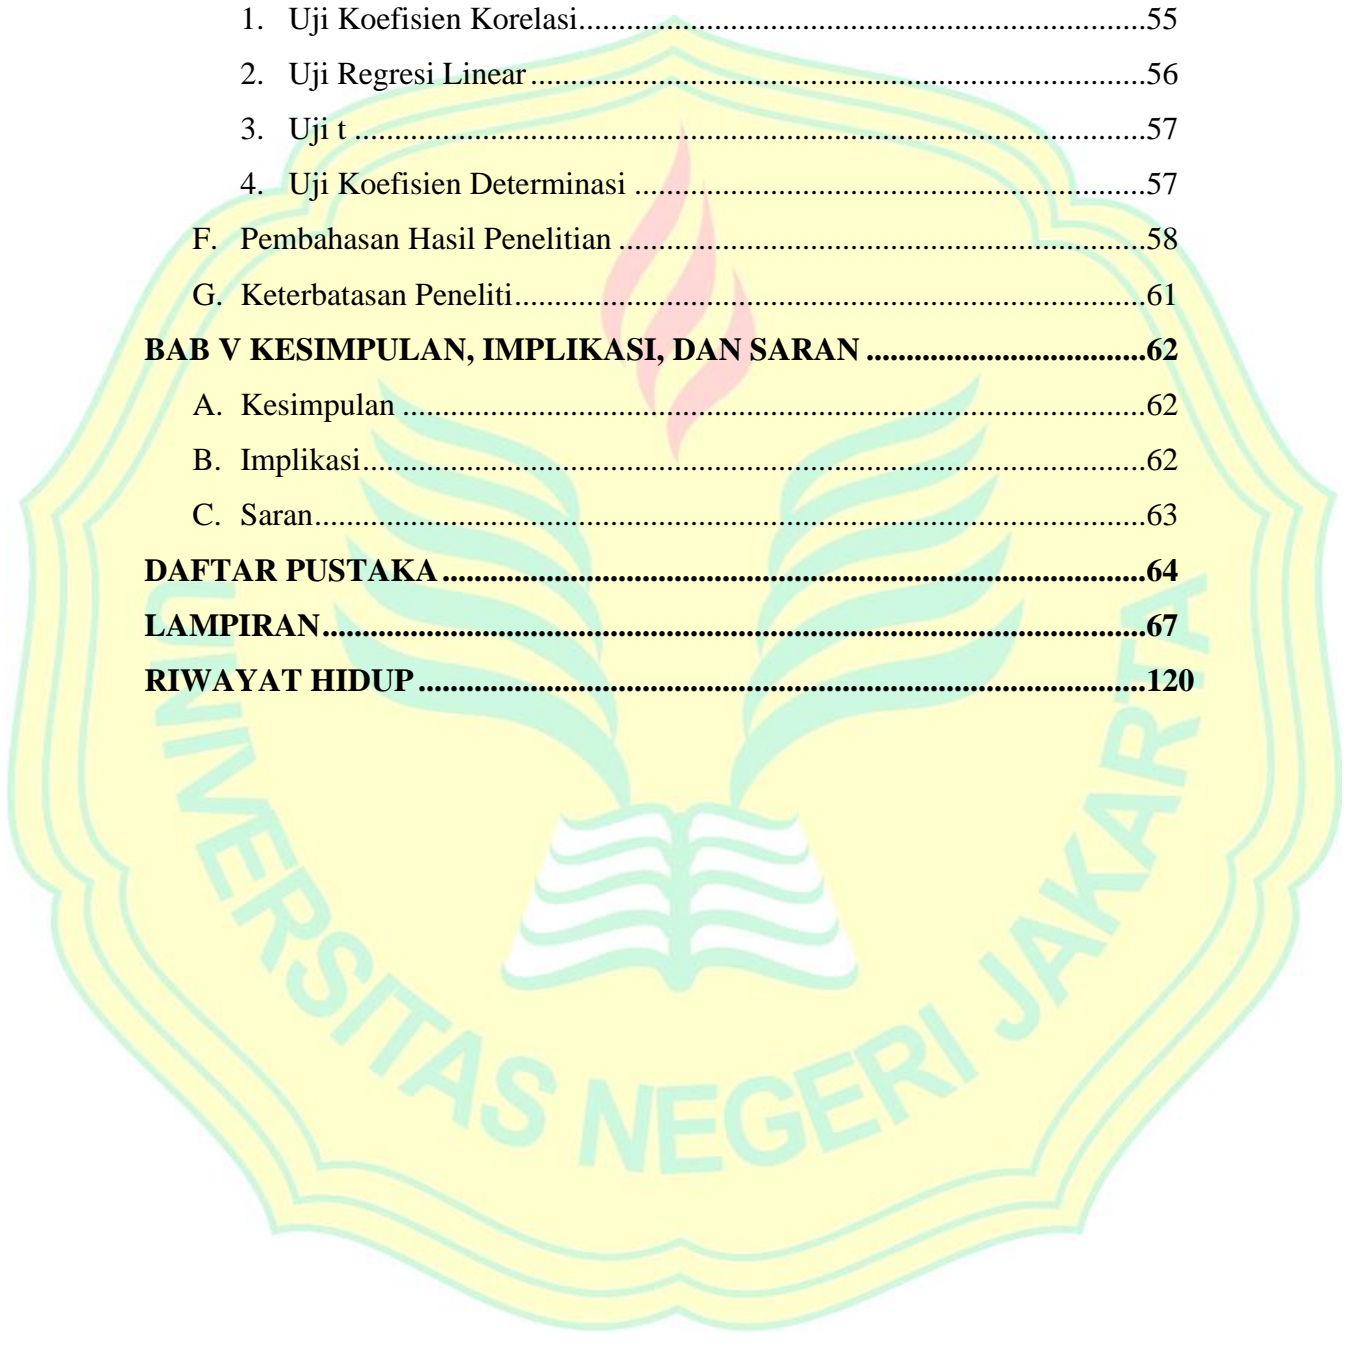 1. Uji Koefisien Korelasi..................................................................55
2. Uji Regresi Linear..................................................................56
3. Uji t..................................................................57
4. Uji Koefisien Determinasi..................................................................57
F. Pembahasan Hasil Penelitian..................................................................58
G. Keterbatasan Peneliti..................................................................61
BAB V KESIMPULAN, IMPLIKASI, DAN SARAN..................................................................62
A. Kesimpulan..................................................................62
B. Implikasi..................................................................62
C. Saran..................................................................63
DAFTAR PUSTAKA..................................................................64
LAMPIRAN..................................................................67
RIWAYAT HIDUP..................................................................120
UNIVERSITAS NEGERI JAKARTA